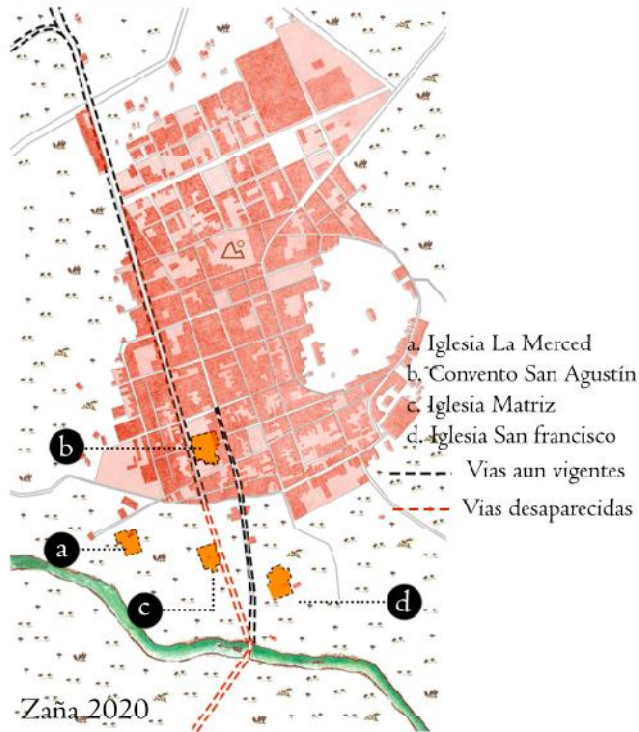 a. Iglesia La Merced
b. Convento San Agustín
c. Iglesia Matriz
d. Iglesia San francisco
Vias aun vigentes
Vias desaparecidas
b
a
c
d
Zaña 2020